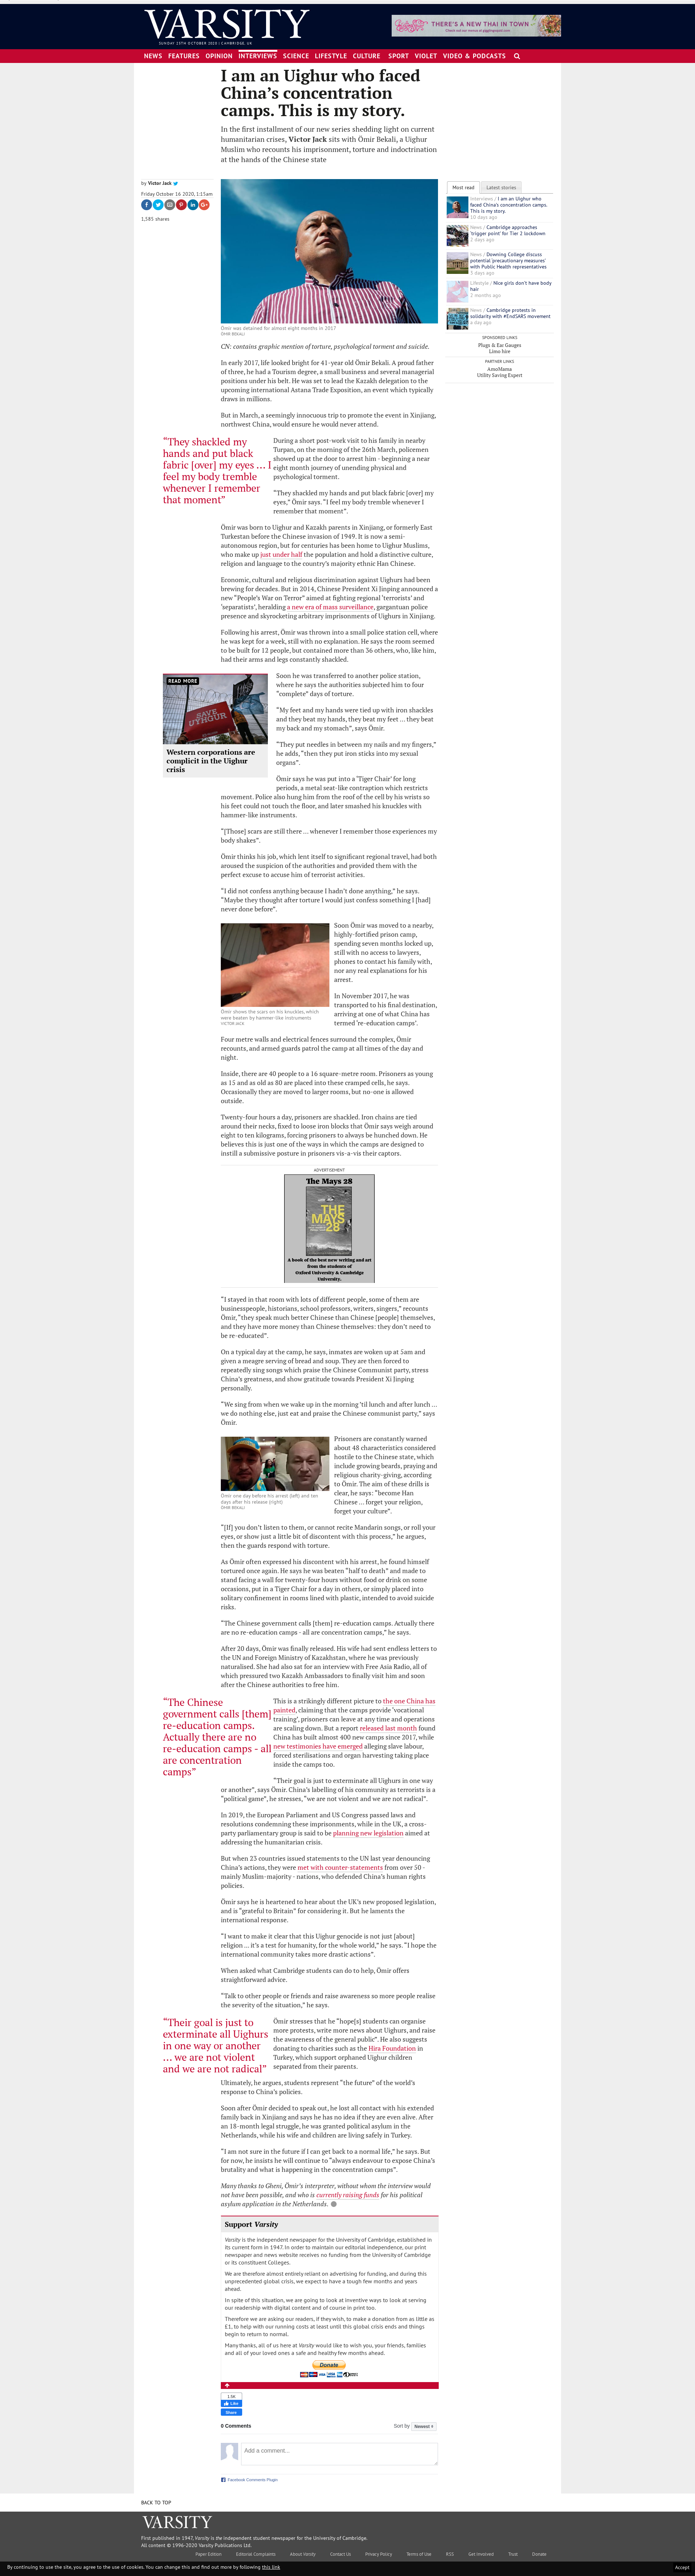 VARSITY
SUNDAY 25TH OCTOBER 2020 | CAMBRIDGE, UK
THERE'S A NEW THAI IN TOWN
NEWS FEATURES OPINION INTERVIEWS SCIENCE LIFESTYLE CULTURE SPORT VIOLET VIDEO & PODCASTS
I am an Uighur who faced
China’s concentration
camps. This is my story.
In the first installment of our new series shedding light on current
humanitarian crises, Victor Jack sits with Ömir Bekali, a Uighur
Muslim who recounts his imprisonment, torture and indoctrination
at the hands of the Chinese state
by Victor Jack
Friday October 16 2020, 1:15am
1,585 shares
Ömir was detained for almost eight months in 2017
ÖMIR BEKALI
CN: contains graphic mention of torture, psychological torment and suicide.
In early 2017, life looked bright for 41-year old Ömir Bekali. A proud father
of three, he had a Tourism degree, a small business and several managerial
positions under his belt. He was set to lead the Kazakh delegation to the
upcoming international Astana Trade Exposition, an event which typically
draws in millions.
But in March, a seemingly innocuous trip to promote the event in Xinjiang,
northwest China, would ensure he would never attend.
“They shackled my
hands and put black
fabric [over] my eyes … I
feel my body tremble
whenever I remember
that moment”
During a short post-work visit to his family in nearby
Turpan, on the morning of the 26th March, policemen
showed up at the door to arrest him - beginning a near
eight month journey of unending physical and
psychological torment.
“They shackled my hands and put black fabric [over] my
eyes,” Ömir says. “I feel my body tremble whenever I
remember that moment”.
Ömir was born to Uighur and Kazakh parents in Xinjiang, or formerly East
Turkestan before the Chinese invasion of 1949. It is now a semi-
autonomous region, but for centuries has been home to Uighur Muslims,
who make up just under half the population and hold a distinctive culture,
religion and language to the country’s majority ethnic Han Chinese.
Economic, cultural and religious discrimination against Uighurs had been
brewing for decades. But in 2014, Chinese President Xi Jinping announced a
new “People’s War on Terror” aimed at fighting regional ‘terrorists’ and
‘separatists’, heralding a new era of mass surveillance, gargantuan police
presence and skyrocketing arbitrary imprisonments of Uighurs in Xinjiang.
Following his arrest, Ömir was thrown into a small police station cell, where
he was kept for a week, still with no explanation. He says the room seemed
to be built for 12 people, but contained more than 36 others, who, like him,
had their arms and legs constantly shackled.
READ MORE
SAVE UYGHUR
Western corporations are
complicit in the Uighur
crisis
Soon he was transferred to another police station,
where he says the authorities subjected him to four
“complete” days of torture.
“My feet and my hands were tied up with iron shackles
and they beat my hands, they beat my feet … they beat
my back and my stomach”, says Ömir.
“They put needles in between my nails and my fingers,”
he adds, “then they put iron sticks into my sexual
organs”.
Ömir says he was put into a ‘Tiger Chair’ for long
periods, a metal seat-like contraption which restricts
movement. Police also hung him from the roof of the cell by his wrists so
his feet could not touch the floor, and later smashed his knuckles with
hammer-like instruments.
“[Those] scars are still there … whenever I remember those experiences my
body shakes”.
Ömir thinks his job, which lent itself to significant regional travel, had both
aroused the suspicion of the authorities and provided them with the
perfect excuse to accuse him of terrorist activities.
“I did not confess anything because I hadn’t done anything,” he says.
“Maybe they thought after torture I would just confess something I [had]
never done before”.
Ömir shows the scars on his knuckles, which
were beaten by hammer-like instruments
VICTOR JACK
Soon Ömir was moved to a nearby,
highly-fortified prison camp,
spending seven months locked up,
still with no access to lawyers,
phones to contact his family with,
nor any real explanations for his
arrest.
In November 2017, he was
transported to his final destination,
arriving at one of what China has
termed ‘re-education camps’.
Four metre walls and electrical fences surround the complex, Ömir
recounts, and armed guards patrol the camp at all times of the day and
night.
Inside, there are 40 people to a 16 square-metre room. Prisoners as young
as 15 and as old as 80 are placed into these cramped cells, he says.
Occasionally they are moved to larger rooms, but no-one is allowed
outside.
Twenty-four hours a day, prisoners are shackled. Iron chains are tied
around their necks, fixed to loose iron blocks that Ömir says weigh around
eight to ten kilograms, forcing prisoners to always be hunched down. He
believes this is just one of the ways in which the camps are designed to
instill a submissive posture in prisoners vis-a-vis their captors.
ADVERTISEMENT
The Mays 28
THE
MAYS
28
A book of the best new writing and art
from the students of
Oxford University & Cambridge
University.
“I stayed in that room with lots of different people, some of them are
businesspeople, historians, school professors, writers, singers,” recounts
Ömir, “they speak much better Chinese than Chinese [people] themselves,
and they have more money than Chinese themselves: they don’t need to
be re-educated”.
On a typical day at the camp, he says, inmates are woken up at 5am and
given a meagre serving of bread and soup. They are then forced to
repeatedly sing songs which praise the Chinese Communist party, stress
China’s greatness, and show gratitude towards President Xi Jinping
personally.
“We sing from when we wake up in the morning ’til lunch and after lunch …
we do nothing else, just eat and praise the Chinese communist party,” says
Ömir.
Ömir one day before his arrest (left) and ten
days after his release (right)
ÖMIR BEKALI
Prisoners are constantly warned
about 48 characteristics considered
hostile to the Chinese state, which
include growing beards, praying and
religious charity-giving, according
to Ömir. The aim of these drills is
clear, he says: “become Han
Chinese … forget your religion,
forget your culture”.
“[If] you don’t listen to them, or cannot recite Mandarin songs, or roll your
eyes, or show just a little bit of discontent with this process,” he argues,
then the guards respond with torture.
As Ömir often expressed his discontent with his arrest, he found himself
tortured once again. He says he was beaten “half to death” and made to
stand facing a wall for twenty-four hours without food or drink on some
occasions, put in a Tiger Chair for a day in others, or simply put into total
solitary confinement in rooms lined with plastic, intended to avoid suicide
risks.
“The Chinese government calls [them] re-education camps. Actually there
are no re-education camps - all are concentration camps,” he says.
After 20 days, Ömir was finally released. His wife had sent endless letters to
the UN and Foreign Ministry of Kazakhstan, where he was previously
naturalised. She had also sat for an interview with Free Asia Radio, all of
which pressured two Kazakh Ambassadors to finally visit him and soon
after the Chinese authorities to free him.
“The Chinese
government calls [them]
re-education camps.
Actually there are no
re-education camps - all
are concentration
camps”
This is a strikingly different picture to the one China has
painted, claiming that the camps provide ‘vocational
training’, prisoners can leave at any time and operations
are scaling down. But a report released last month found
China has built almost 400 new camps since 2017, while
new testimonies have emerged alleging slave labour,
forced sterilisations and organ harvesting taking place
inside the camps too.
“Their goal is just to exterminate all Uighurs in one way
or another”, says Ömir. China’s labelling of his community as terrorists is a
“political game”, he stresses, “we are not violent and we are not radical”.
In 2019, the European Parliament and US Congress passed laws and
resolutions condemning these imprisonments, while in the UK, a cross-
party parliamentary group is said to be planning new legislation aimed at
addressing the humanitarian crisis.
But when 23 countries issued statements to the UN last year denouncing
China’s actions, they were met with counter-statements from over 50 -
mainly Muslim-majority - nations, who defended China’s human rights
policies.
Ömir says he is heartened to hear about the UK’s new proposed legislation,
and is “grateful to Britain” for considering it. But he laments the
international response.
“I want to make it clear that this Uighur genocide is not just [about]
religion … it’s a test for humanity, for the whole world,” he says. “I hope the
international community takes more drastic actions”.
When asked what Cambridge students can do to help, Ömir offers
straightforward advice.
“Talk to other people or friends and raise awareness so more people realise
the severity of the situation,” he says.
“Their goal is just to
exterminate all Uighurs
in one way or another
… we are not violent
and we are not radical”
Ömir stresses that he “hope[s] students can organise
more protests, write more news about Uighurs, and raise
the awareness of the general public”. He also suggests
donating to charities such as the Hira Foundation in
Turkey, which support orphaned Uighur children
separated from their parents.
Ultimately, he argues, students represent “the future” of the world’s
response to China’s policies.
Soon after Ömir decided to speak out, he lost all contact with his extended
family back in Xinjiang and says he has no idea if they are even alive. After
an 18-month legal struggle, he was granted political asylum in the
Netherlands, while his wife and children are living safely in Turkey.
“I am not sure in the future if I can get back to a normal life,” he says. But
for now, he insists he will continue to “always endeavour to expose China’s
brutality and what is happening in the concentration camps”.
Many thanks to Gheni, Ömir’s interpreter, without whom the interview would
not have been possible, and who is currently raising funds for his political
asylum application in the Netherlands.
Support Varsity
Varsity is the independent newspaper for the University of Cambridge, established in
its current form in 1947. In order to maintain our editorial independence, our print
newspaper and news website receives no funding from the University of Cambridge
or its constituent Colleges.
We are therefore almost entirely reliant on advertising for funding, and during this
unprecedented global crisis, we expect to have a tough few months and years
ahead.
In spite of this situation, we are going to look at inventive ways to look at serving
our readership with digital content and of course in print too.
Therefore we are asking our readers, if they wish, to make a donation from as little as
£1, to help with our running costs at least until this global crisis ends and things
begin to return to normal.
Many thanks, all of us here at Varsity would like to wish you, your friends, families
and all of your loved ones a safe and healthy few months ahead.
Donate
1.5K
Like
Share
0 Comments
Sort by Newest
Add a comment...
Facebook Comments Plugin
Most read
Latest stories
Interviews / I am an Uighur who
faced China’s concentration camps.
This is my story.
10 days ago
News / Cambridge approaches
‘trigger point’ for Tier 2 lockdown
2 days ago
News / Downing College discuss
potential ‘precautionary measures’
with Public Health representatives
3 days ago
Lifestyle / Nice girls don't have body
hair
2 months ago
News / Cambridge protests in
solidarity with #EndSARS movement
a day ago
SPONSORED LINKS
Plugs & Ear Gauges
Limo hire
PARTNER LINKS
AmoMama
Utility Saving Expert
BACK TO TOP
VARSITY
First published in 1947, Varsity is the independent student newspaper for the University of Cambridge.
All content © 1996-2020 Varsity Publications Ltd.
Paper Edition Editorial Complaints About Varsity Contact Us Privacy Policy Terms of Use RSS Get Involved Trust Donate
By continuing to use the site, you agree to the use of cookies. You can change this and find out more by following this link
Accept